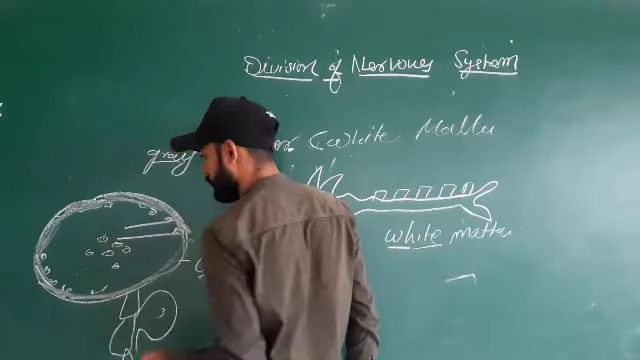 Division of Nervous System
gray White Matter
white matter